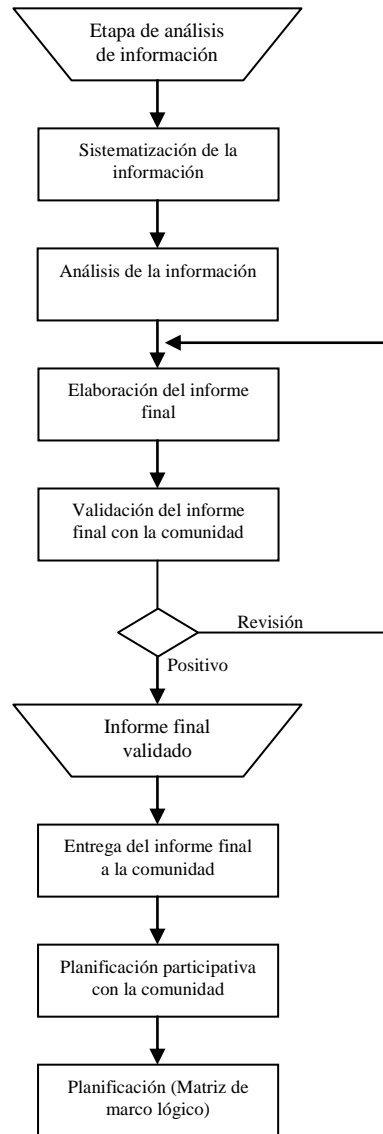 Etapa de análisis
de información
Sistematización de la
información
Análisis de la información
Elaboración del informe
final
Validación del informe
final con la comunidad
Revisión
Positivo
Informe final
validado
Entrega del informe final
a la comunidad
Planificación participativa
con la comunidad
Planificación (Matriz de
marco lógico)